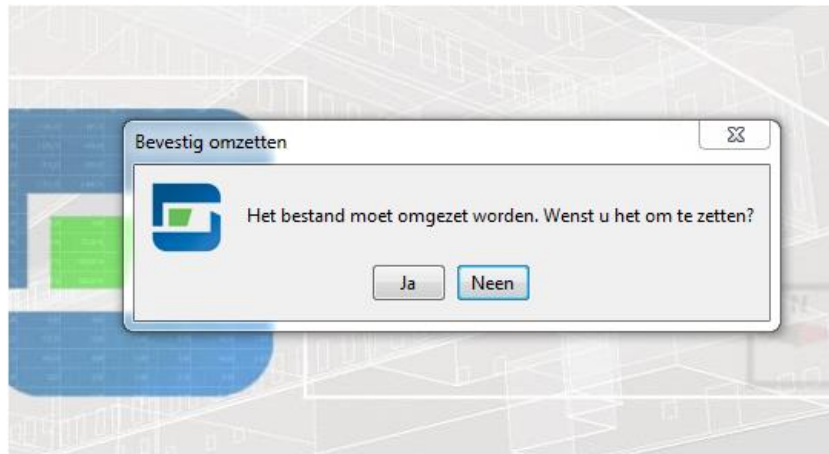 Bevestig omzetten
Het bestand moet omgezet worden. Wenst u het om te zetten?
Ja
Neen